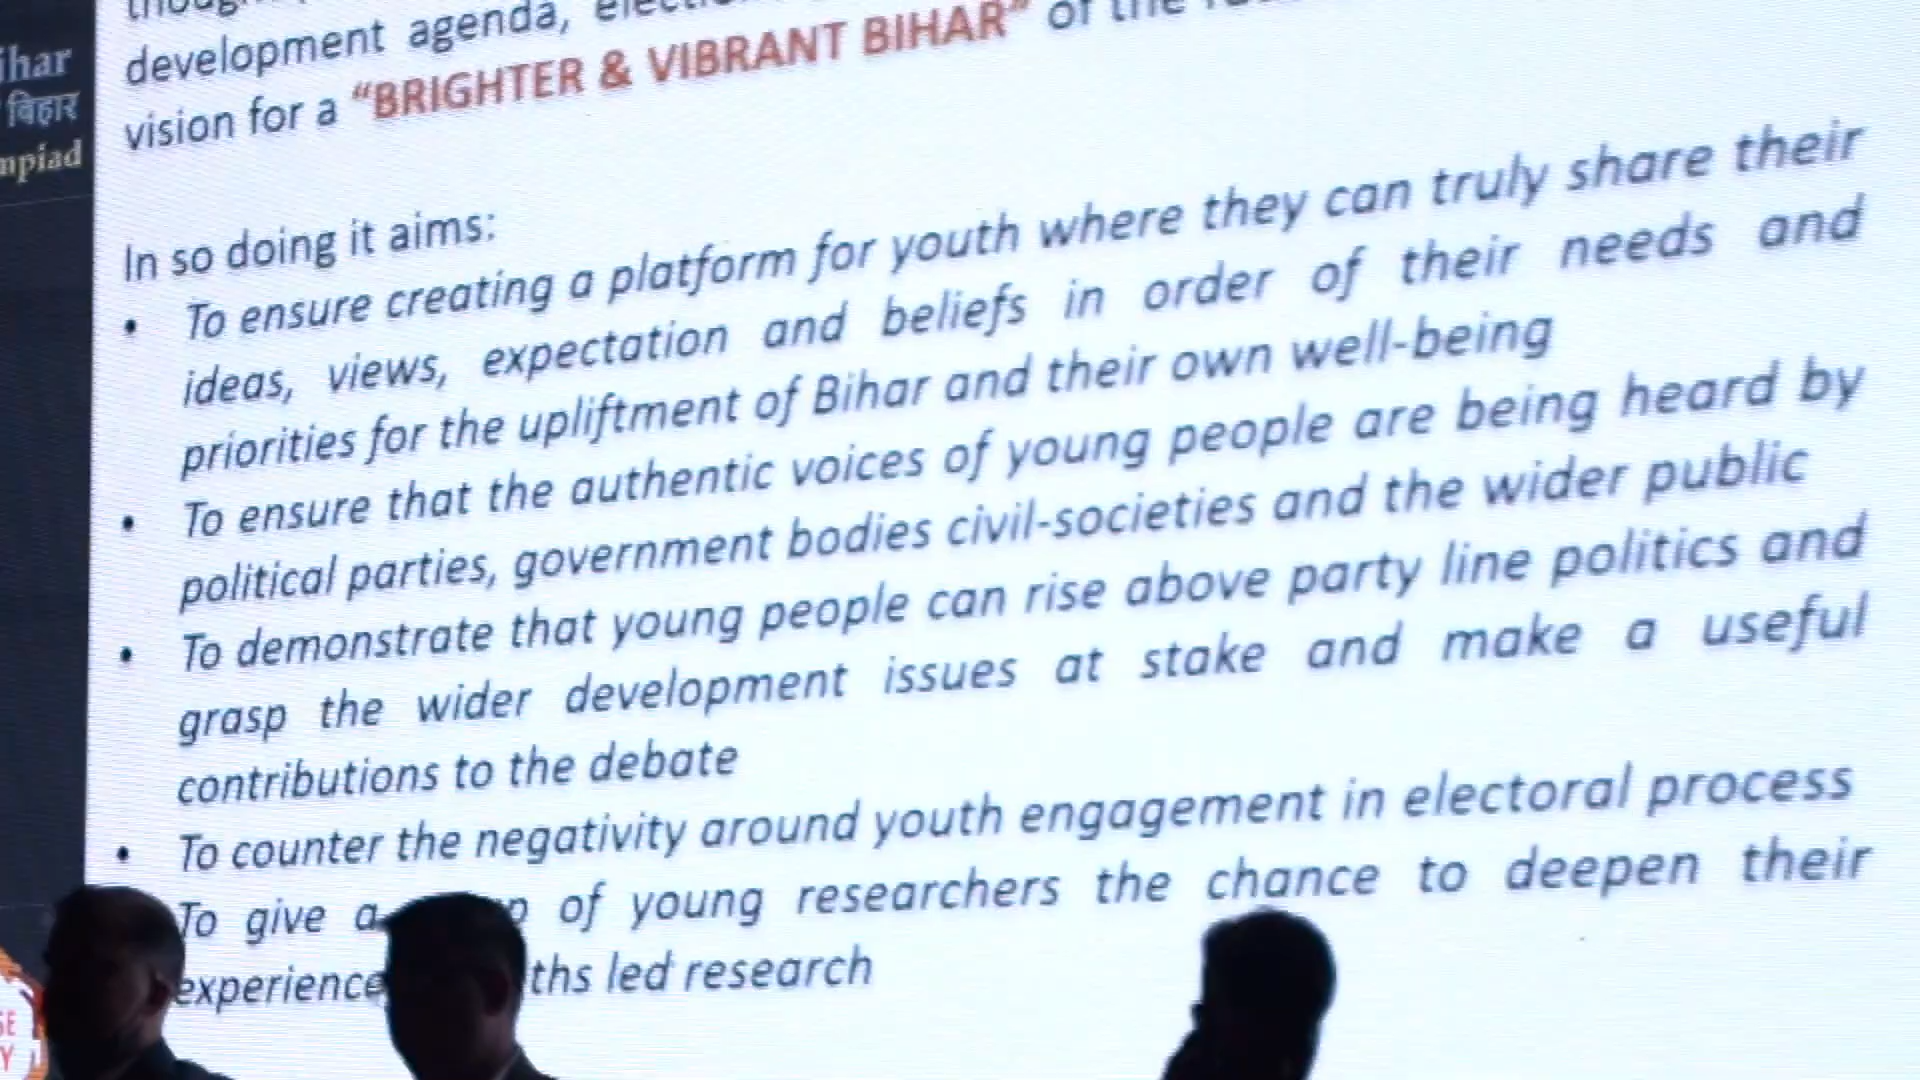 ihar
बिहार
mpiad
development agenda,
vision for a "BRIGHTER & VIBRANT BIHAR" of the
In so doing it aims:
• To ensure creating a platform for youth where they can truly share their
ideas, views, expectation and beliefs in order of their needs and
priorities for the upliftment of Bihar and their own well-being
• To ensure that the authentic voices of young people are being heard by
political parties, government bodies civil-societies and the wider public
• To demonstrate that young people can rise above party line politics and
grasp the wider development issues at stake and make a useful
contributions to the debate
• To counter the negativity around youth engagement in electoral process
To give a of young researchers the chance to deepen their
experience ths led research
SE
Y